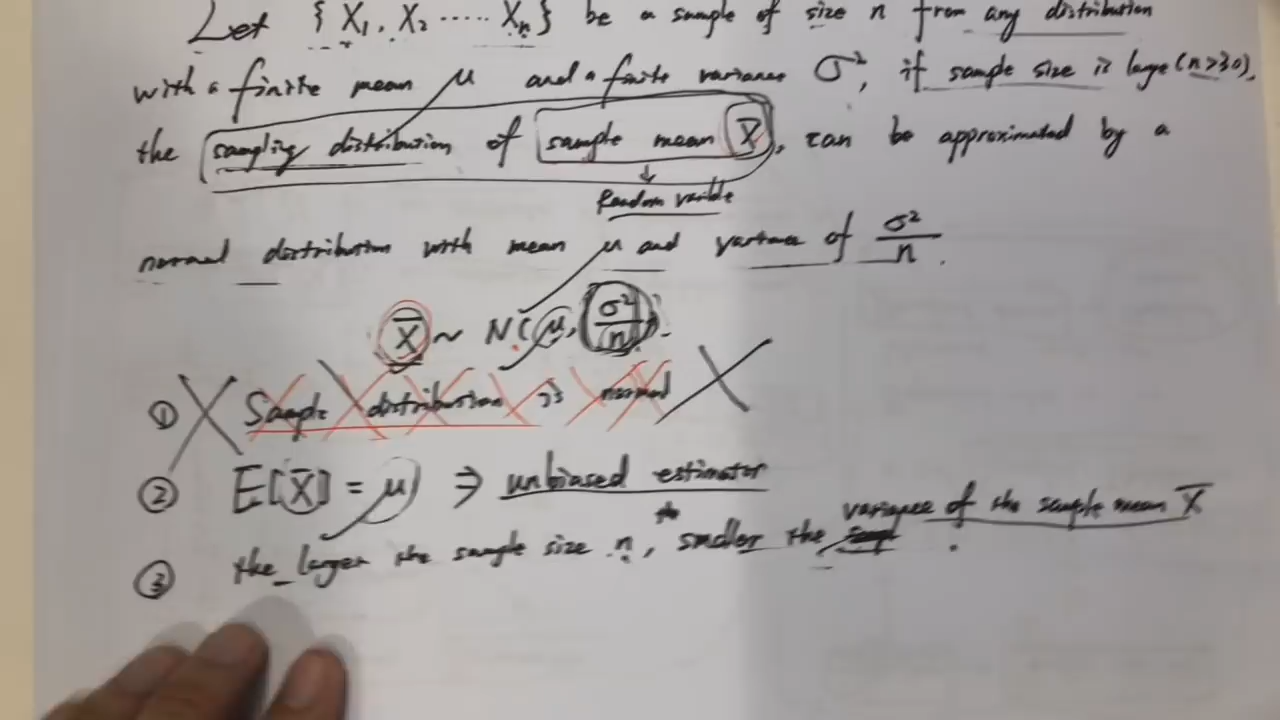 Let {X₁, X₂ ..... Xₙ} be a sample of size n from any distribution
with a finite mean μ and a finite variance σ², if sample size is large (n>30),
the sampling distribution of sample mean X̄, can be approximated by a
Random varible
normal distribution with mean μ and variance of σ²/n.
X̄ ~ N(μ, σ²/n).
① Sample distribution is normal
② E[X̄] = μ ⇒ unbiased estimator
③ the larger the sample size n, the smaller the variance of the sample mean X̄.